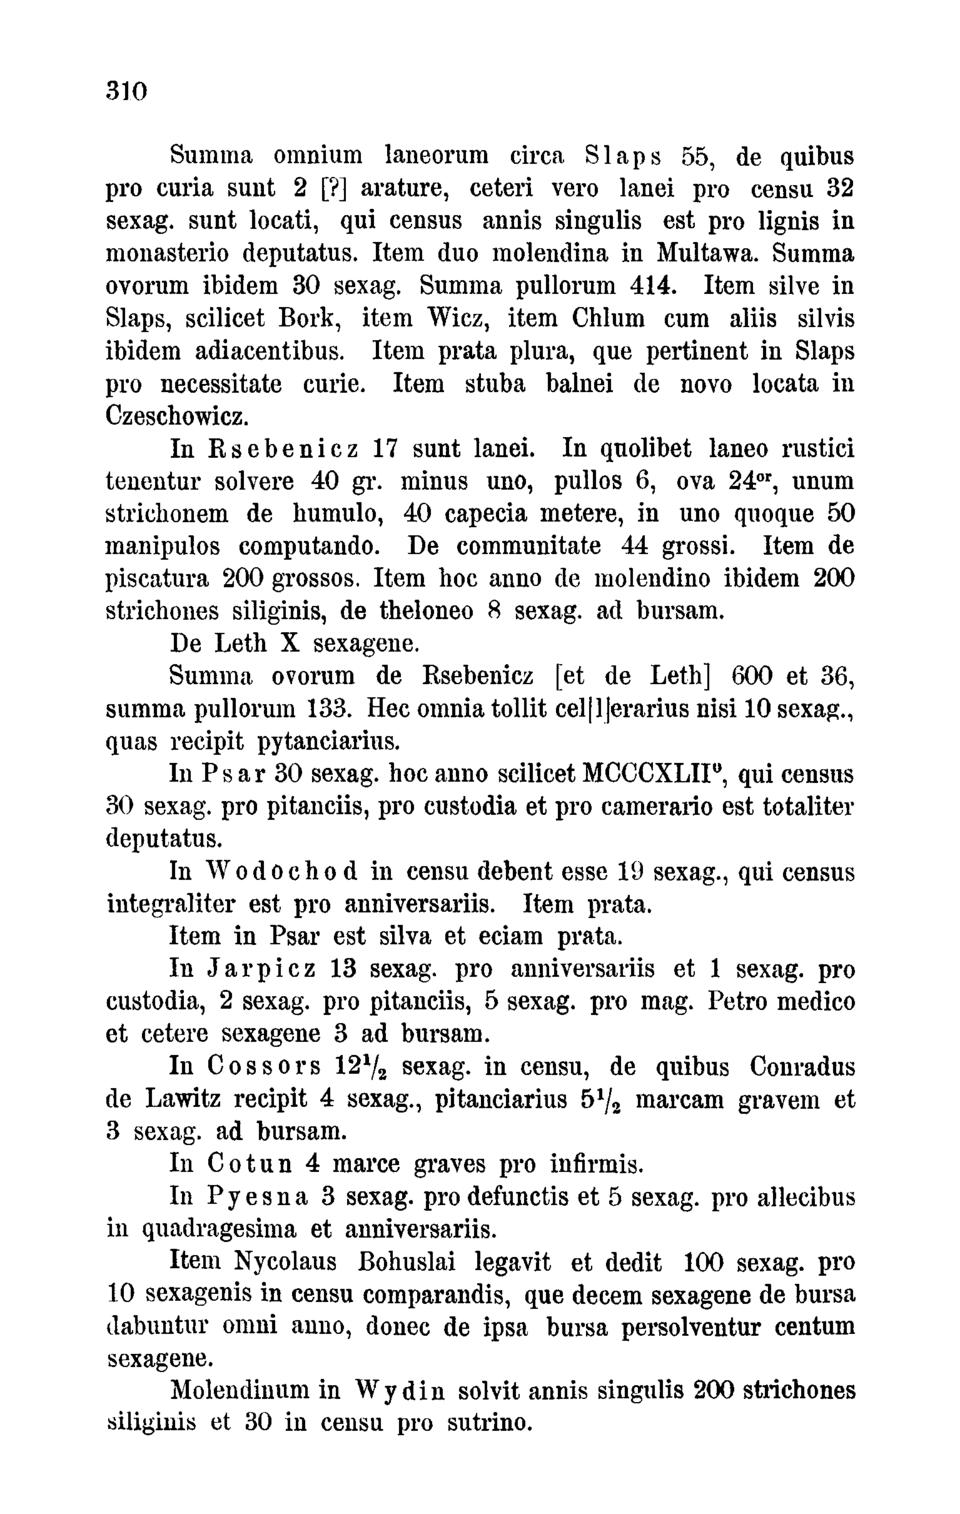 310
Summa omnium laneorum circa Slaps 55, de quibus
pro curia sunt 2 [?] arature, ceteri vero lanei pro censu 32
sexag. sunt locati, qui census annis singulis est pro lignis in
monasterio deputatus. Item duo molendina in Multawa. Summa
ovorum ibidem 30 sexag. Summa pullorum 414. Item silve in
Slaps, scilicet Bork, item Wicz, item Chlum cum aliis silvis
ibidem adiacentibus. Item prata plura, que pertinent in Slaps
pro necessitate curie. Item stuba balnei de novo locata in
Czeschowicz.
In Rsebenicz 17 sunt lanei. In quolibet laneo rustici
tenentur solvere 40 gr. minus uno, pullos 6, ova 24ᵒʳ, unum
strichonem de humulo, 40 capecia metere, in uno quoque 50
manipulos computando. De communitate 44 grossi. Item de
piscatura 200 grossos. Item hoc anno de molendino ibidem 200
strichones siliginis, de theloneo 8 sexag. ad bursam.
De Leth X sexagene.
Summa ovorum de Rsebenicz [et de Leth] 600 et 36,
summa pullorum 133. Hec omnia tollit cel[l]erarius nisi 10 sexag.,
quas recipit pytanciarius.
In Psar 30 sexag. hoc anno scilicet MCCCXLIIº, qui census
30 sexag. pro pitanciis, pro custodia et pro camerario est totaliter
deputatus.
In Wodochod in censu debent esse 19 sexag., qui census
integraliter est pro anniversariis. Item prata.
Item in Psar est silva et eciam prata.
In Jarpicz 13 sexag. pro anniversariis et 1 sexag. pro
custodia, 2 sexag. pro pitanciis, 5 sexag. pro mag. Petro medico
et cetere sexagene 3 ad bursam.
In Cossors 12¹/₂ sexag. in censu, de quibus Conradus
de Lawitz recipit 4 sexag., pitanciarius 5¹/₂ marcam gravem et
3 sexag. ad bursam.
In Cotun 4 marce graves pro infirmis.
In Pyesna 3 sexag. pro defunctis et 5 sexag. pro allecibus
in quadragesima et anniversariis.
Item Nycolaus Bohuslai legavit et dedit 100 sexag. pro
10 sexagenis in censu comparandis, que decem sexagene de bursa
dabuntur omni anno, donec de ipsa bursa persolventur centum
sexagene.
Molendinum in Wydin solvit annis singulis 200 strichones
siliginis et 30 in censu pro sutrino.